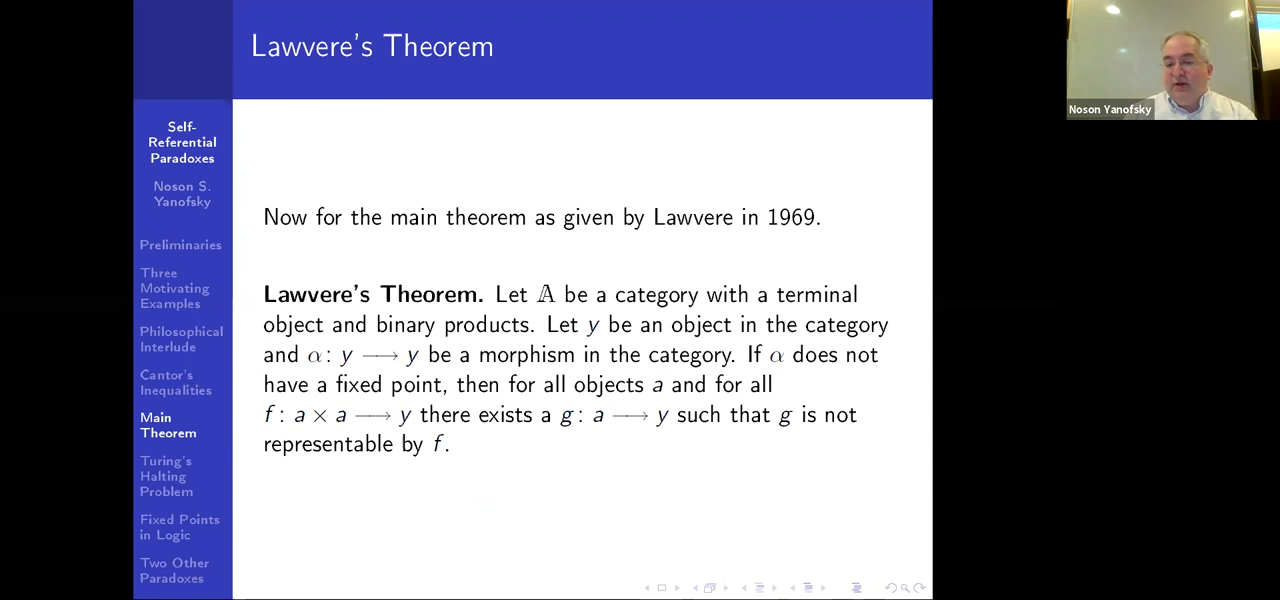 Lawvere's Theorem
Self-
Referential
Paradoxes
Noson S.
Yanofsky
Preliminaries
Three
Motivating
Examples
Philosophical
Interlude
Cantor's
Inequalities
Main
Theorem
Turing's
Halting
Problem
Fixed Points
in Logic
Two Other
Paradoxes
Now for the main theorem as given by Lawvere in 1969.
Lawvere's Theorem. Let 𝔸 be a category with a terminal
object and binary products. Let y be an object in the category
and α: y ⟶ y be a morphism in the category. If α does not
have a fixed point, then for all objects a and for all
f: a × a ⟶ y there exists a g: a ⟶ y such that g is not
representable by f.
Noson Yanofsky